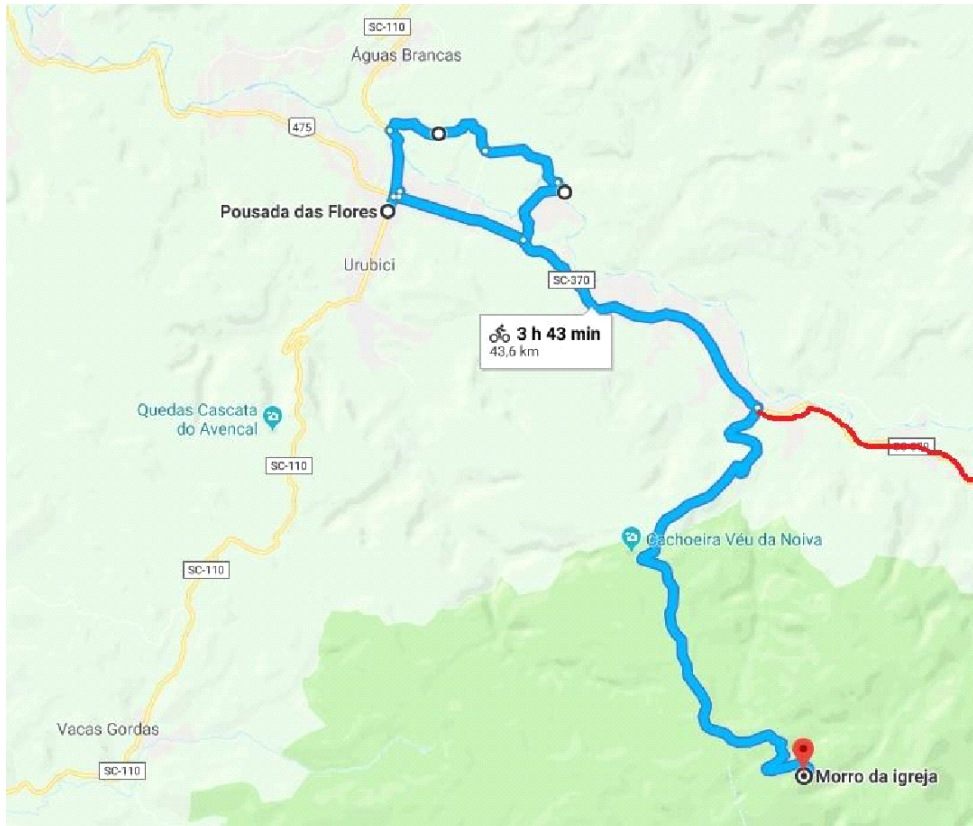 SC-110
Águas Brancas
475
Pousada das Flores
Urubici
SC-370
3 h 43 min
43,6 km
Quedas Cascata
do Avencal
SC-110
Cachoeira Véu da Noiva
SC-110
Vacas Gordas
SC-110
Morro da igreja